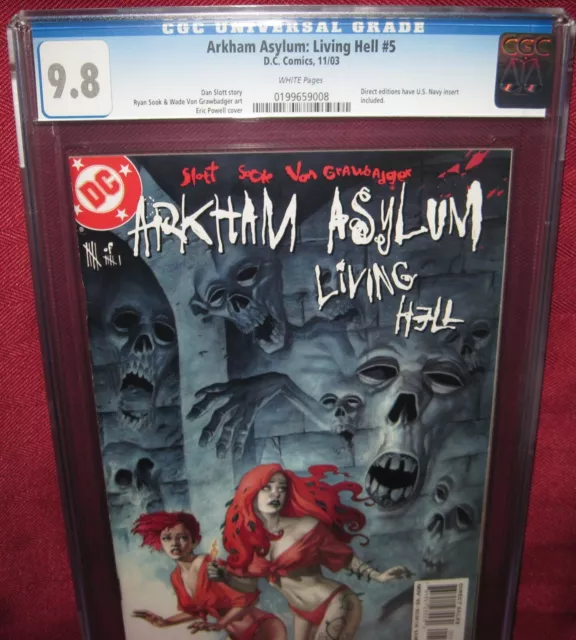 CGC UNIVERSAL GRADE
9.8
Arkham Asylum: Living Hell #5
D.C. Comics, 11/03
WHITE Pages
Dan Slott story
Ryan Sook & Wade Von Grawbadger art
Eric Powell cover
0199659008
Direct editions have U.S. Navy insert
included.
CGC
DC
Slott Sook Von Grawbadger
ARKHAM ASYLUM
LIVING
HELL